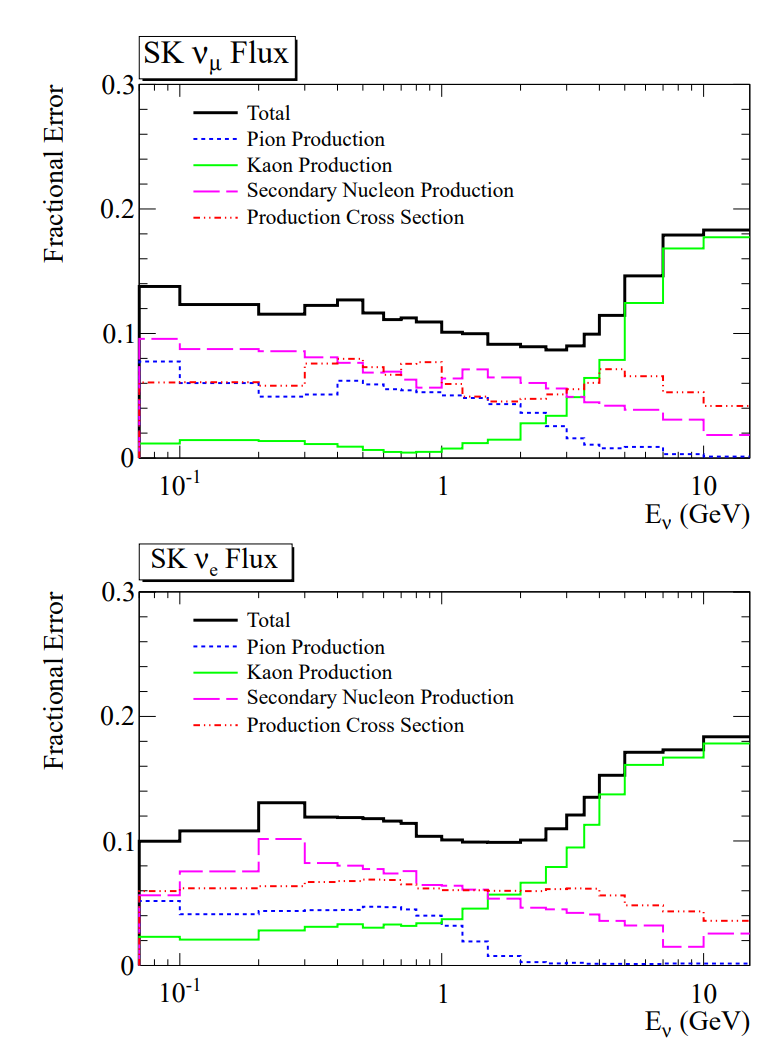 SK νμ Flux
Fractional Error
0.3
0.2
0.1
0
Total
Pion Production
Kaon Production
Secondary Nucleon Production
Production Cross Section
10-1
1
10
Eν (GeV)
SK νe Flux
Fractional Error
0.3
0.2
0.1
0
Total
Pion Production
Kaon Production
Secondary Nucleon Production
Production Cross Section
10-1
1
10
Eν (GeV)